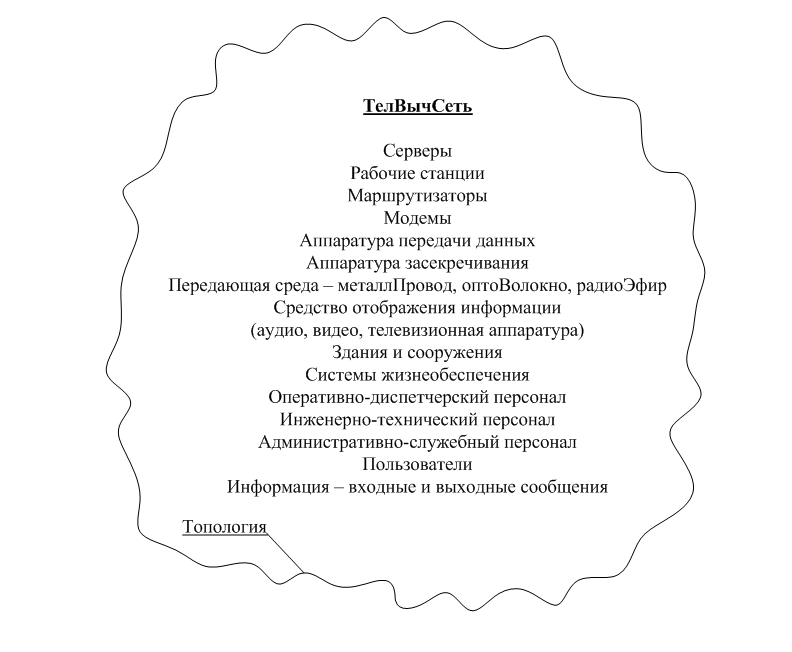 ТелВычСеть
Серверы
Рабочие станции
Маршрутизаторы
Модемы
Аппаратура передачи данных
Аппаратура засекречивания
Передающая среда – металлПровод, оптоВолокно, радиоЭфир
Средство отображения информации
(аудио, видео, телевизионная аппаратура)
Здания и сооружения
Системы жизнеобеспечения
Оперативно-диспетчерский персонал
Инженерно-технический персонал
Административно-служебный персонал
Пользователи
Информация – входные и выходные сообщения
Топология